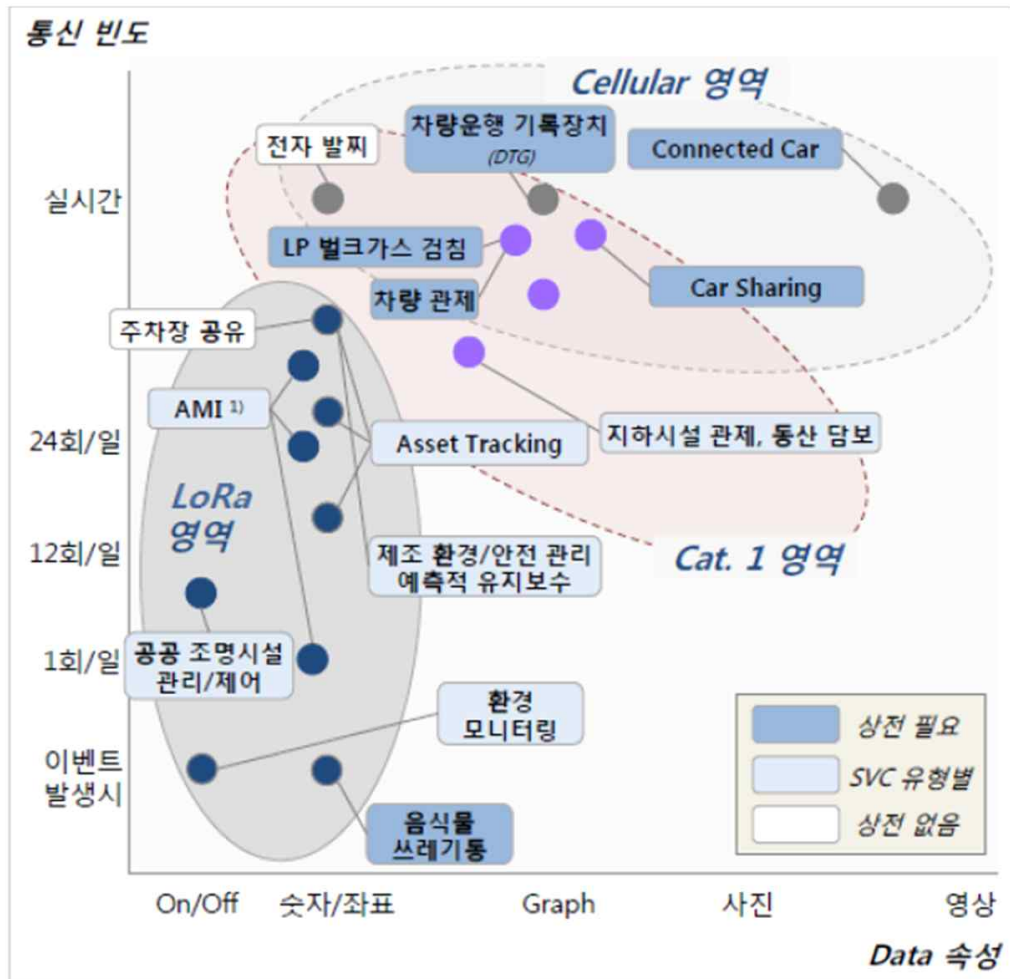 통신 빈도
Cellular 영역
차량운행 기록장치
(DTG)
전자 발찌
Connected Car
실시간
LP 벌크가스 검침
차량 관제
Car Sharing
주차장 공유
AMI 1)
24회/일
Asset Tracking
지하시설 관제, 동산 담보
LoRa
영역
12회/일
제조 환경/안전 관리
예측적 유지보수
Cat. 1 영역
1회/일
공공 조명시설
관리/제어
환경
모니터링
이벤트
발생시
음식물
쓰레기통
상전 필요
SVC 유형별
상전 없음
On/Off
숫자/좌표
Graph
사진
영상
Data 속성